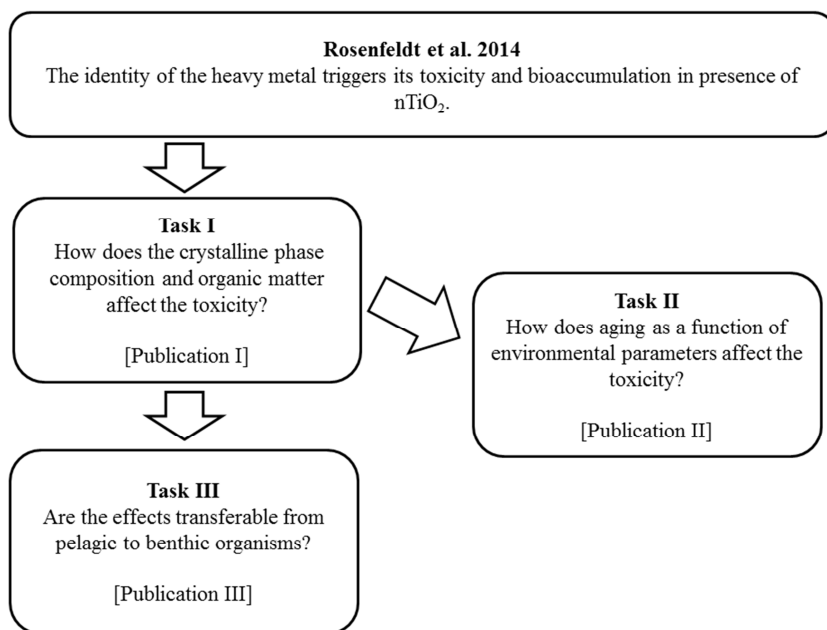 Rosenfeldt et al. 2014
The identity of the heavy metal triggers its toxicity and bioaccumulation in presence of
nTiO₂.
Task I
How does the crystalline phase
composition and organic matter
affect the toxicity?
[Publication I]
Task II
How does aging as a function of
environmental parameters affect the
toxicity?
[Publication II]
Task III
Are the effects transferable from
pelagic to benthic organisms?
[Publication III]